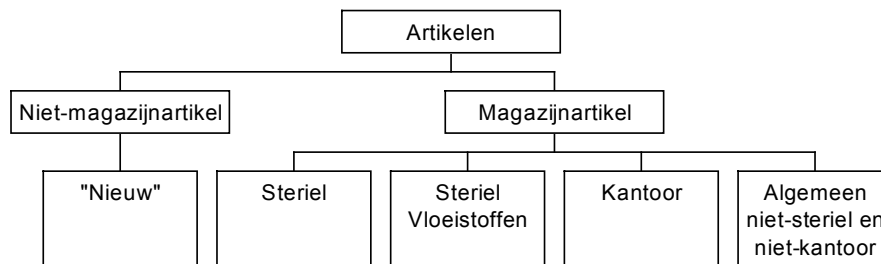 Artikelen
Niet-magazijnartikel
Magazijnartikel
"Nieuw"
Steriel
Steriel
Vloeistoffen
Kantoor
Algemeen
niet-steriel en
niet-kantoor